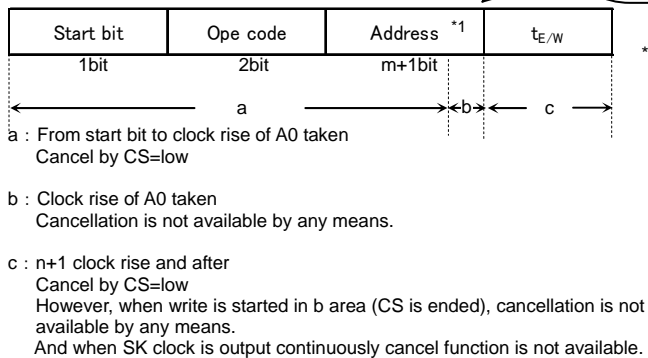 Start bit Ope code Address *1 tE/W
1bit 2bit m+1bit *
a b c
a : From start bit to clock rise of A0 taken
Cancel by CS=low
b : Clock rise of A0 taken
Cancellation is not available by any means.
c : n+1 clock rise and after
Cancel by CS=low
However, when write is started in b area (CS is ended), cancellation is not
available by any means.
And when SK clock is output continuously cancel function is not available.